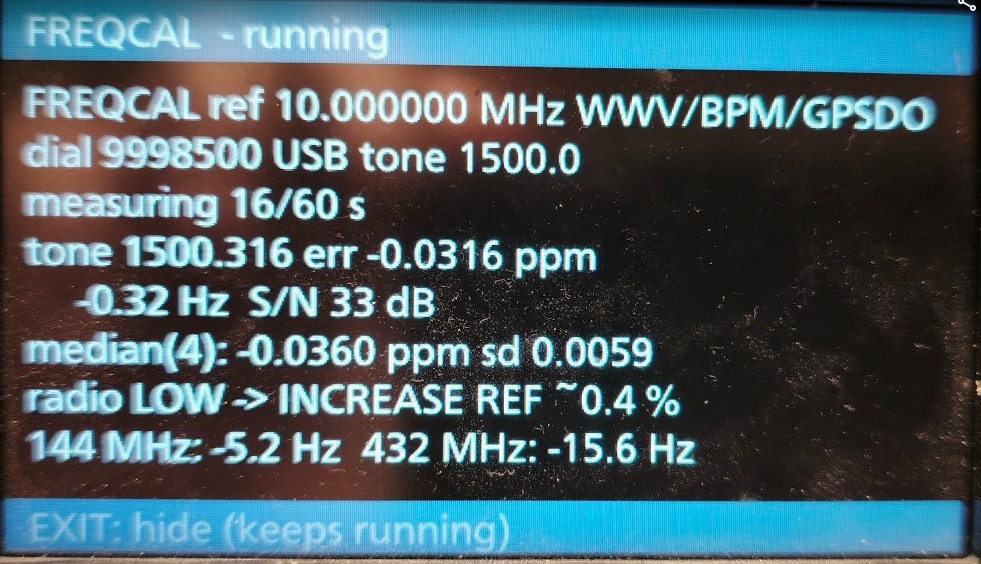 FREQCAL - running
FREQCAL ref 10.000000 MHz WWV/BPM/GPSDO
dial 9998500 USB tone 1500.0
measuring 16/60 s
tone 1500.316 err -0.0316 ppm
-0.32 Hz S/N 33 dB
median(4): -0.0360 ppm sd 0.0059
radio LOW -> INCREASE REF ~0.4 %
144 MHz: -5.2 Hz 432 MHz: -15.6 Hz
EXIT: hide (keeps running)